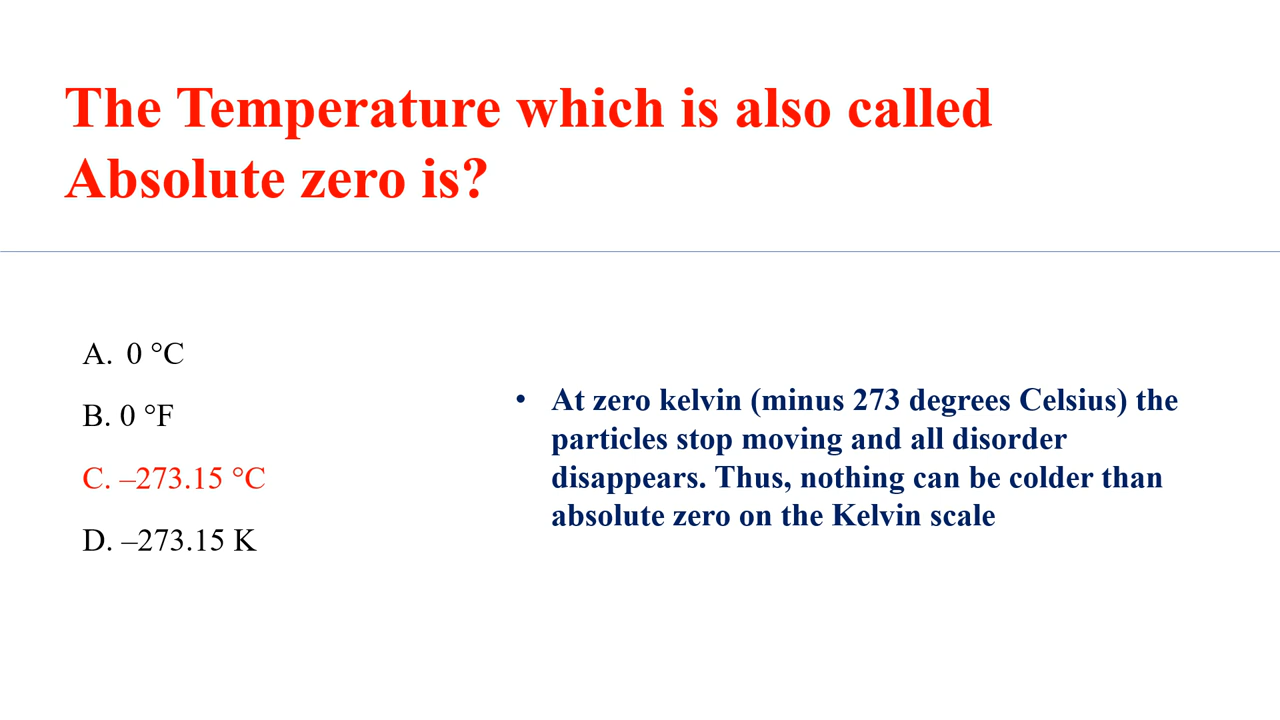 The Temperature which is also called
Absolute zero is?
A. 0 °C
B. 0 °F
C. –273.15 °C
D. –273.15 K
• At zero kelvin (minus 273 degrees Celsius) the
particles stop moving and all disorder
disappears. Thus, nothing can be colder than
absolute zero on the Kelvin scale